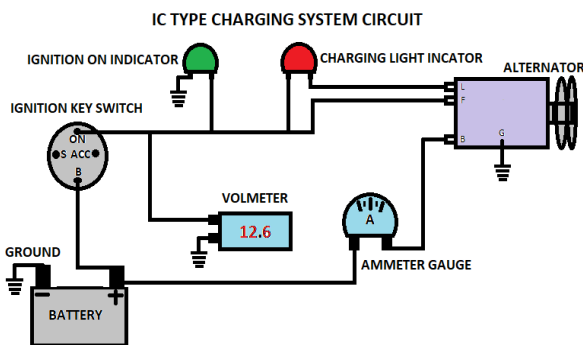 IC TYPE CHARGING SYSTEM CIRCUIT
IGNITION ON INDICATOR
CHARGING LIGHT INCATOR
ALTERNATOR
IGNITION KEY SWITCH
L
F
ON
S ACC
B
B
G
VOLMETER
12.6
A
GROUND
AMMETER GAUGE
- +
BATTERY